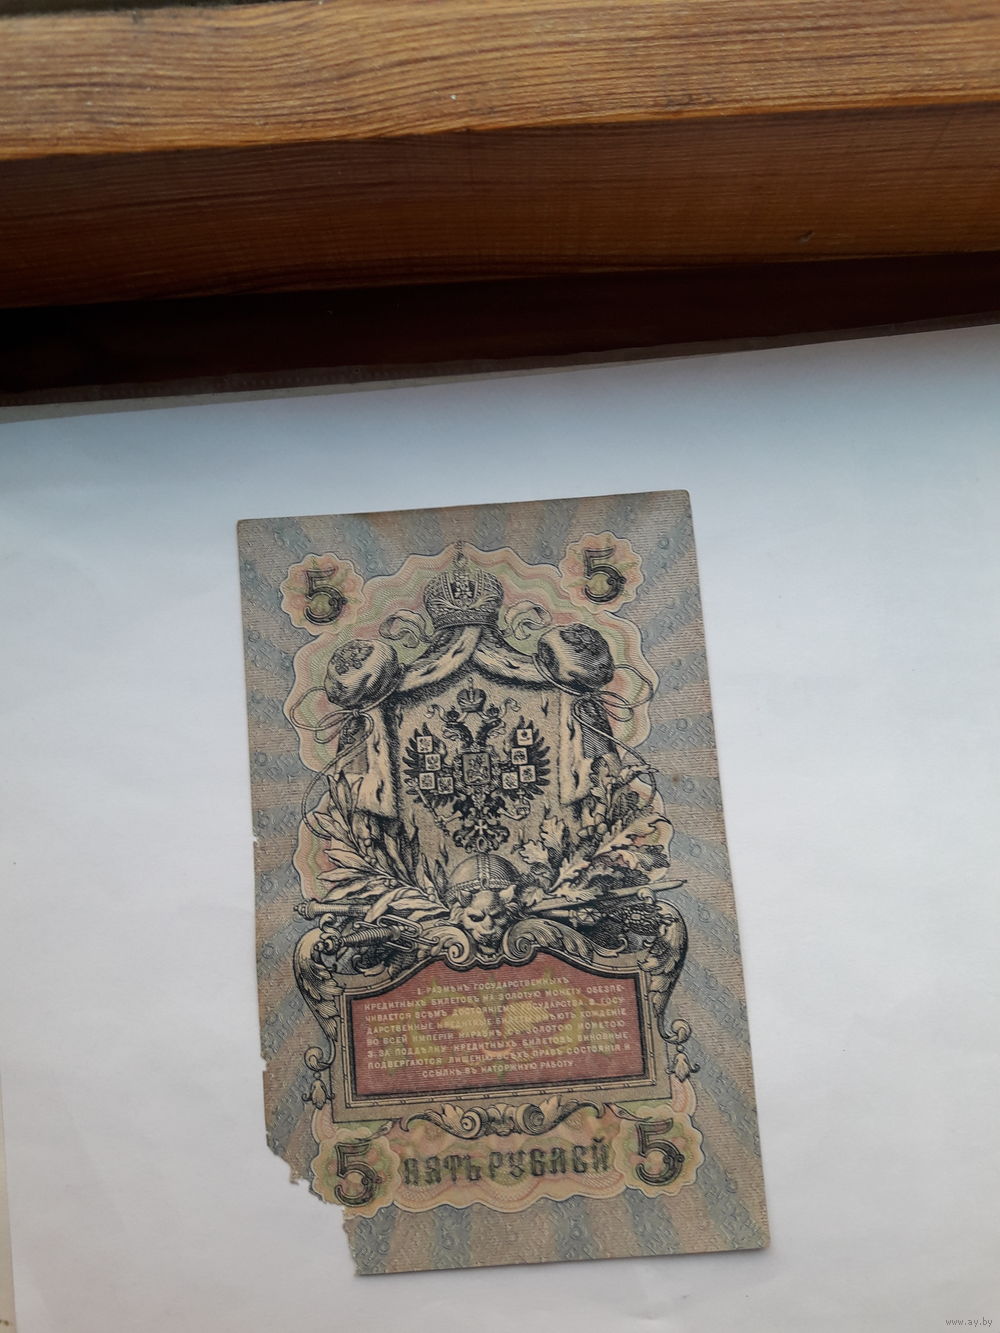 5 5
1. РАЗМѢНЪ ГОСУДАРСТВЕННЫХЪ
КРЕДИТНЫХЪ БИЛЕТОВЪ НА ЗОЛОТУЮ МОНЕТУ ОБЕЗПЕ-
ЧИВАЕТСЯ ВСѢМЪ ДОСТОЯНІЕМЪ ГОСУДАРСТВА. 2. ГОСУ-
ДАРСТВЕННЫЕ КРЕДИТНЫЕ БИЛЕТЫ ИМѢЮТЪ ХОЖДЕНІЕ
ВО ВСЕЙ ИМПЕРІИ НАРАВНѢ СЪ ЗОЛОТОЮ МОНЕТОЮ.
3. ЗА ПОДДѢЛКУ КРЕДИТНЫХЪ БИЛЕТОВЪ ВИНОВНЫЕ
ПОДВЕРГАЮТСЯ ЛИШЕНІЮ ВСѢХЪ ПРАВЪ СОСТОЯНІЯ И
ССЫЛКѢ ВЪ КАТОРЖНУЮ РАБОТУ.
5 ПЯТЬ РУБЛЕЙ 5
www.ay.by